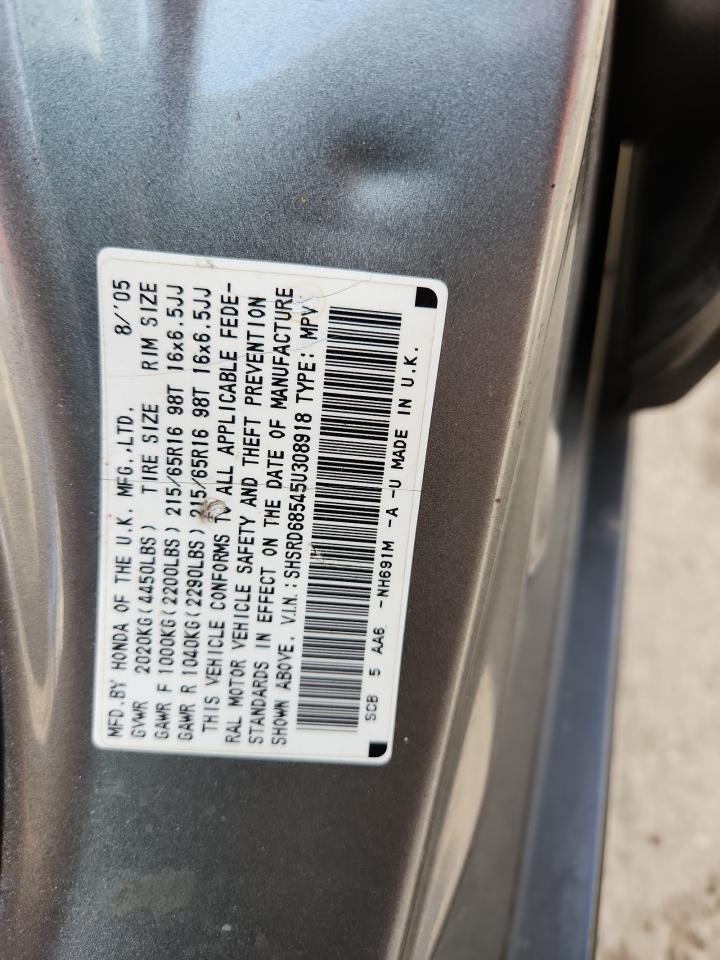 MFD.BY HONDA OF THE U.K. MFG.,LTD. 8/'05
GVWR 2020KG(4450LBS) TIRE SIZE RIM SIZE
GAWR F 1000KG(2200LBS) 215/65R16 98T 16x6.5JJ
GAWR R 1040KG(2290LBS) 215/65R16 98T 16x6.5JJ
THIS VEHICLE CONFORMS TO ALL APPLICABLE FEDE-
RAL MOTOR VEHICLE SAFETY AND THEFT PREVENTION
STANDARDS IN EFFECT ON THE DATE OF MANUFACTURE
SHOWN ABOVE. V.I.N.: SHSRD68545U308918 TYPE: MPV
SCB 5 AA6 -NH691M -A -U MADE IN U.K.